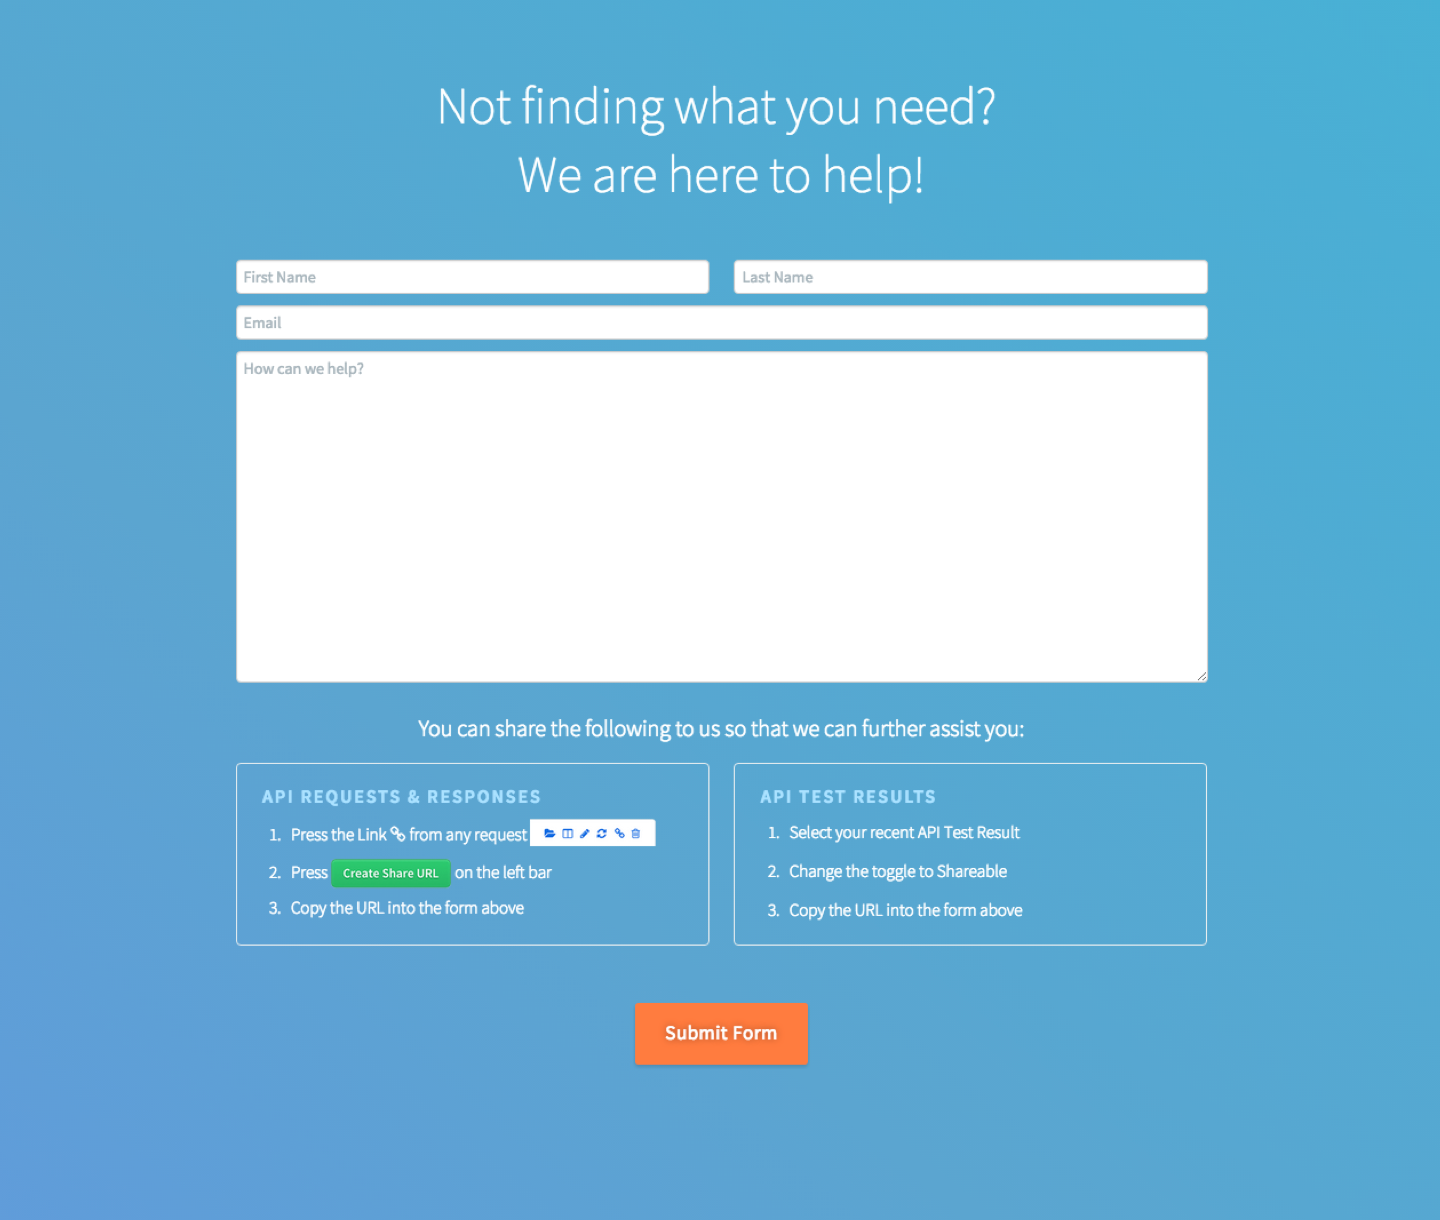 Not finding what you need?
We are here to help!
First Name
Last Name
Email
How can we help?
You can share the following to us so that we can further assist you:
API REQUESTS & RESPONSES
1. Press the Link from any request
2. Press Create Share URL on the left bar
3. Copy the URL into the form above
API TEST RESULTS
1. Select your recent API Test Result
2. Change the toggle to Shareable
3. Copy the URL into the form above
Submit Form